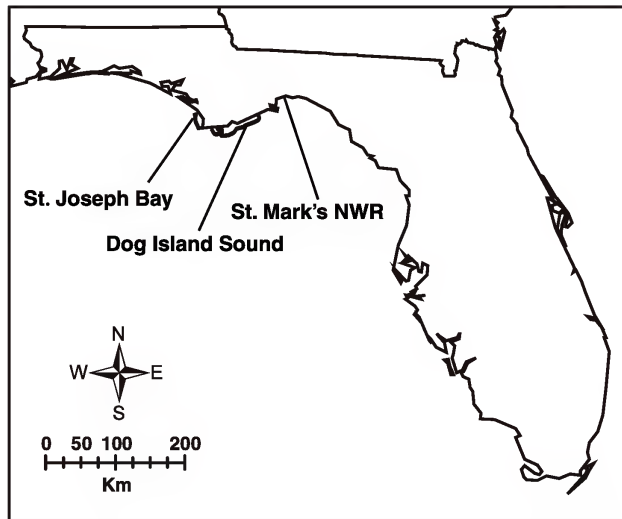 St. Joseph Bay
St. Mark's NWR
Dog Island Sound
N
W E
S
0 50 100 200
Km